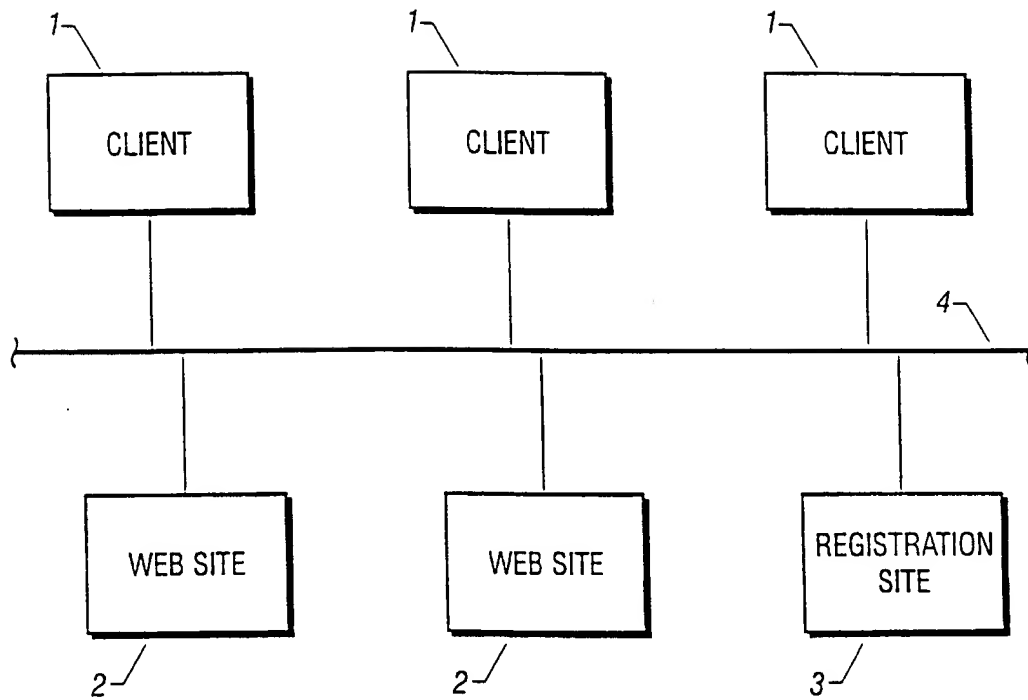 1 1 1
CLIENT CLIENT CLIENT
4
WEB SITE WEB SITE REGISTRATION
SITE
2 2 3